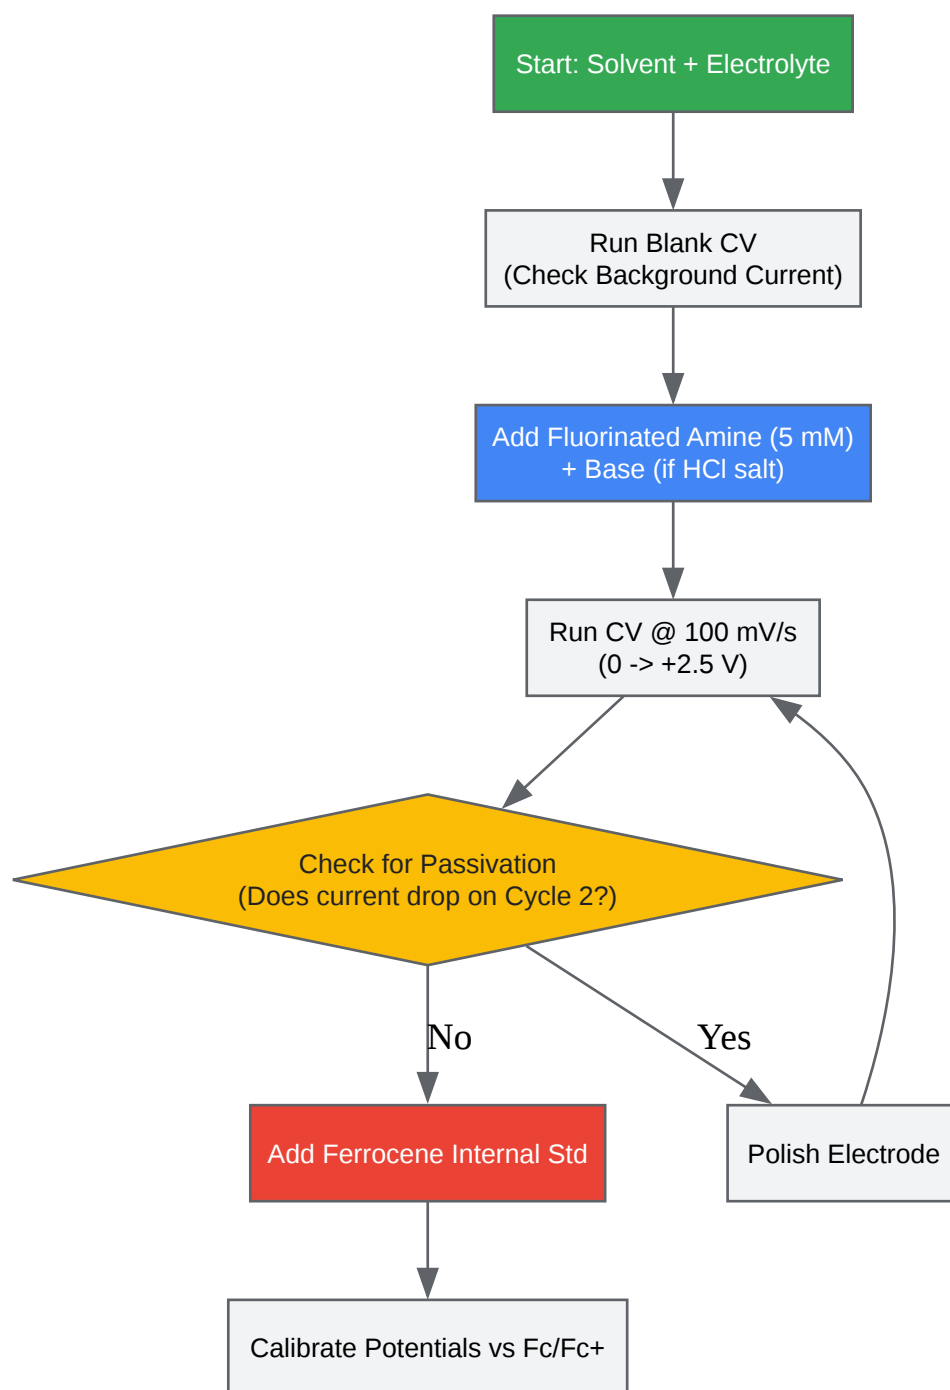 Start: Solvent + Electrolyte
Run Blank CV
(Check Background Current)
Add Fluorinated Amine (5 mM)
+ Base (if HCl salt)
Run CV @ 100 mV/s
(0 -> +2.5 V)
Check for Passivation
(Does current drop on Cycle 2?)
No
Yes
Add Ferrocene Internal Std
Polish Electrode
Calibrate Potentials vs Fc/Fc+